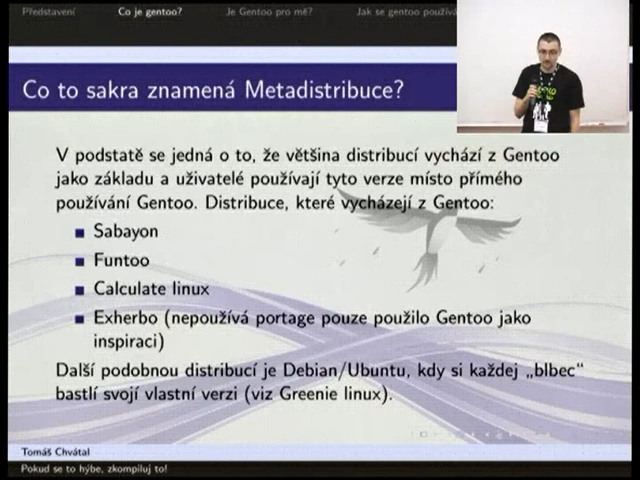 Představení Co je gentoo? Je Gentoo pro mě? Jak se gentoo používá
Co to sakra znamená Metadistribuce?
V podstatě se jedná o to, že většina distribucí vychází z Gentoo
jako základu a uživatelé používají tyto verze místo přímého
používání Gentoo. Distribuce, které vycházejí z Gentoo:
Sabayon
Funtoo
Calculate linux
Exherbo (nepoužívá portage pouze použilo Gentoo jako
inspiraci)
Další podobnou distribucí je Debian/Ubuntu, kdy si každej „blbec“
bastlí svojí vlastní verzi (viz Greenie linux).
Tomáš Chvátal
Pokud se to hýbe, zkompiluj to!